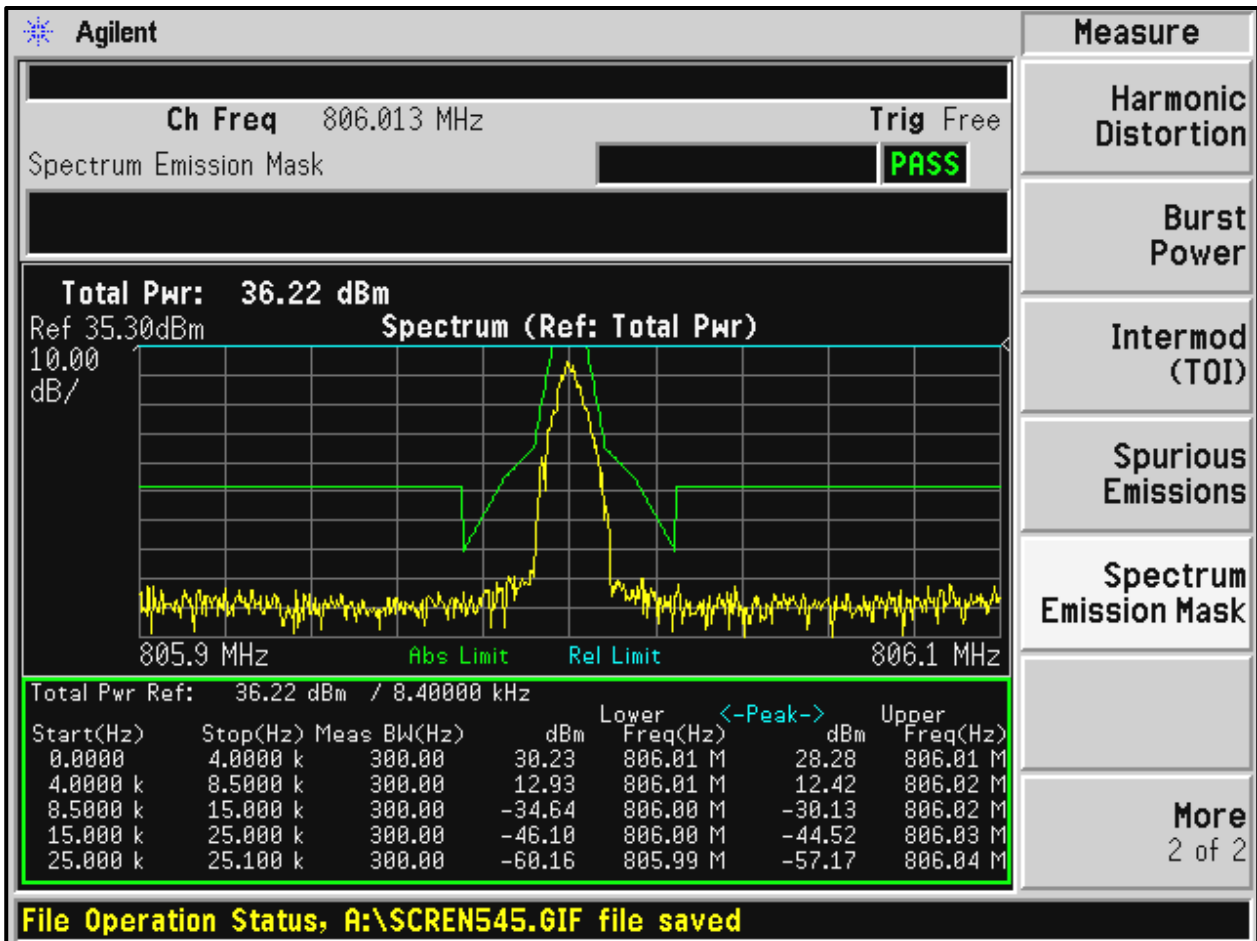 Agilent
Ch Freq 806.013 MHz Trig Free
Spectrum Emission Mask PASS
Total Pwr: 36.22 dBm
Ref 35.30dBm Spectrum (Ref: Total Pwr)
10.00
dB/
805.9 MHz Abs Limit Rel Limit 806.1 MHz
Total Pwr Ref: 36.22 dBm / 8.40000 kHz
Lower <-Peak-> Upper
Start(Hz) Stop(Hz) Meas BW(Hz) dBm Freq(Hz) dBm Freq(Hz)
0.0000 4.0000 k 300.00 30.23 806.01 M 28.28 806.01 M
4.0000 k 8.5000 k 300.00 12.93 806.01 M 12.42 806.02 M
8.5000 k 15.000 k 300.00 -34.64 806.00 M -30.13 806.02 M
15.000 k 25.000 k 300.00 -46.10 806.00 M -44.52 806.03 M
25.000 k 25.100 k 300.00 -60.16 805.99 M -57.17 806.04 M
File Operation Status, A:\SCREN545.GIF file saved
Measure
Harmonic
Distortion
Burst
Power
Intermod
(TOI)
Spurious
Emissions
Spectrum
Emission Mask
More
2 of 2